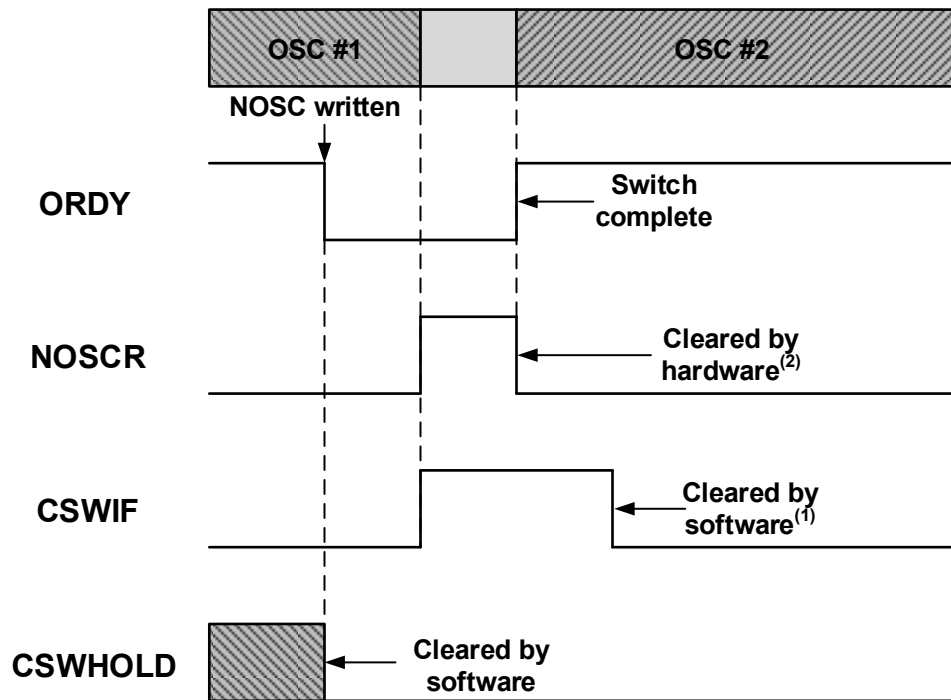 OSC #1
OSC #2
NOSC written
ORDY
Switch
complete
NOSCR
Cleared by
hardware(2)
CSWIF
Cleared by
software(1)
CSWHOLD
Cleared by
software